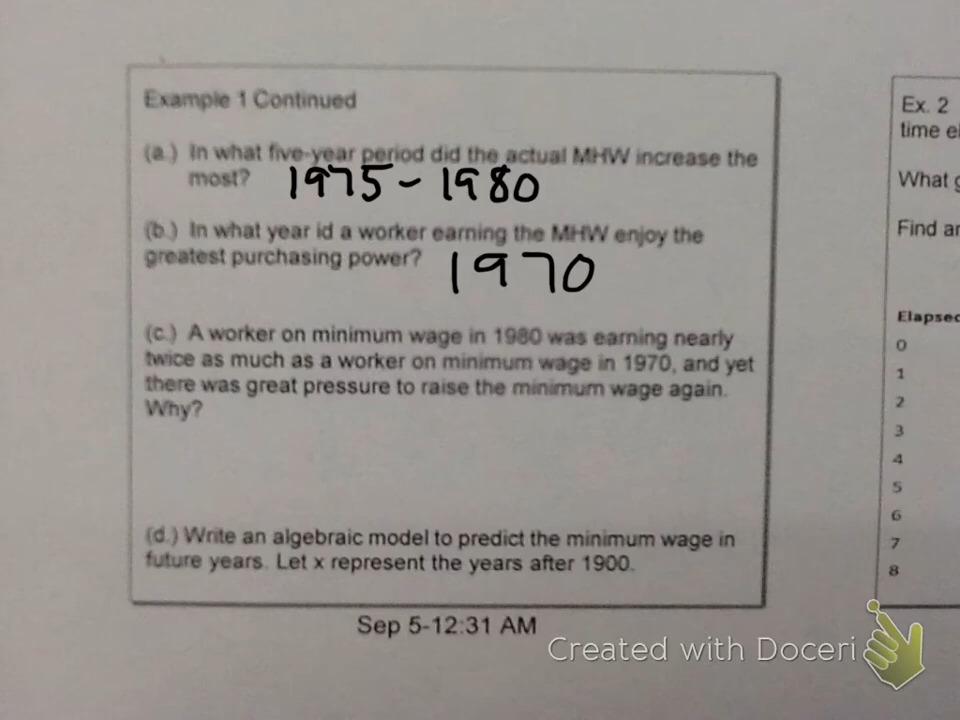 Example 1 Continued
(a.) In what five-year period did the actual MHW increase the
most? 1975-1980
(b.) In what year id a worker earning the MHW enjoy the
greatest purchasing power? 1970
(c.) A worker on minimum wage in 1980 was earning nearly
twice as much as a worker on minimum wage in 1970, and yet
there was great pressure to raise the minimum wage again.
Why?
(d.) Write an algebraic model to predict the minimum wage in
future years. Let x represent the years after 1900.
Sep 5-12:31 AM
Ex. 2
time
What
Find
Elapsed
0
1
2
3
4
5
6
7
8
Created with Doceri